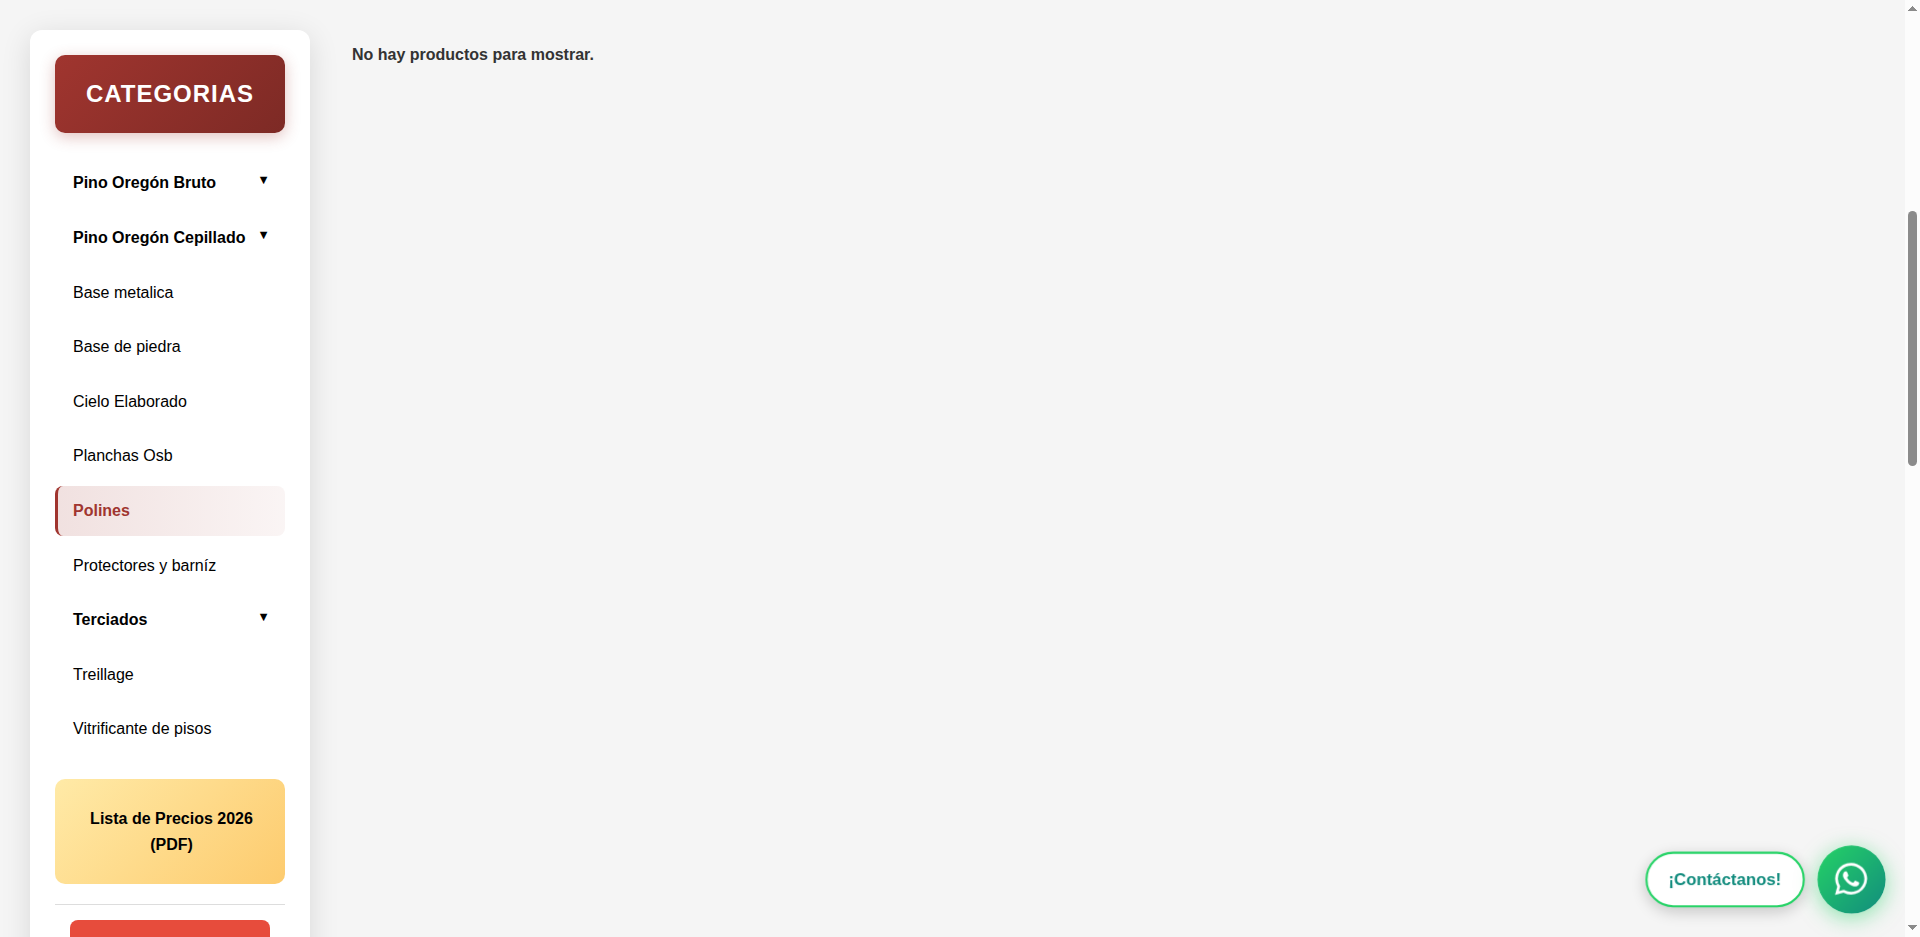 CATEGORIAS
No hay productos para mostrar.
Pino Oregón Bruto ▼
Pino Oregón Cepillado ▼
Base metalica
Base de piedra
Cielo Elaborado
Planchas Osb
Polines
Protectores y barníz
Terciados ▼
Treillage
Vitrificante de pisos
Lista de Precios 2026
(PDF)
¡Contáctanos!